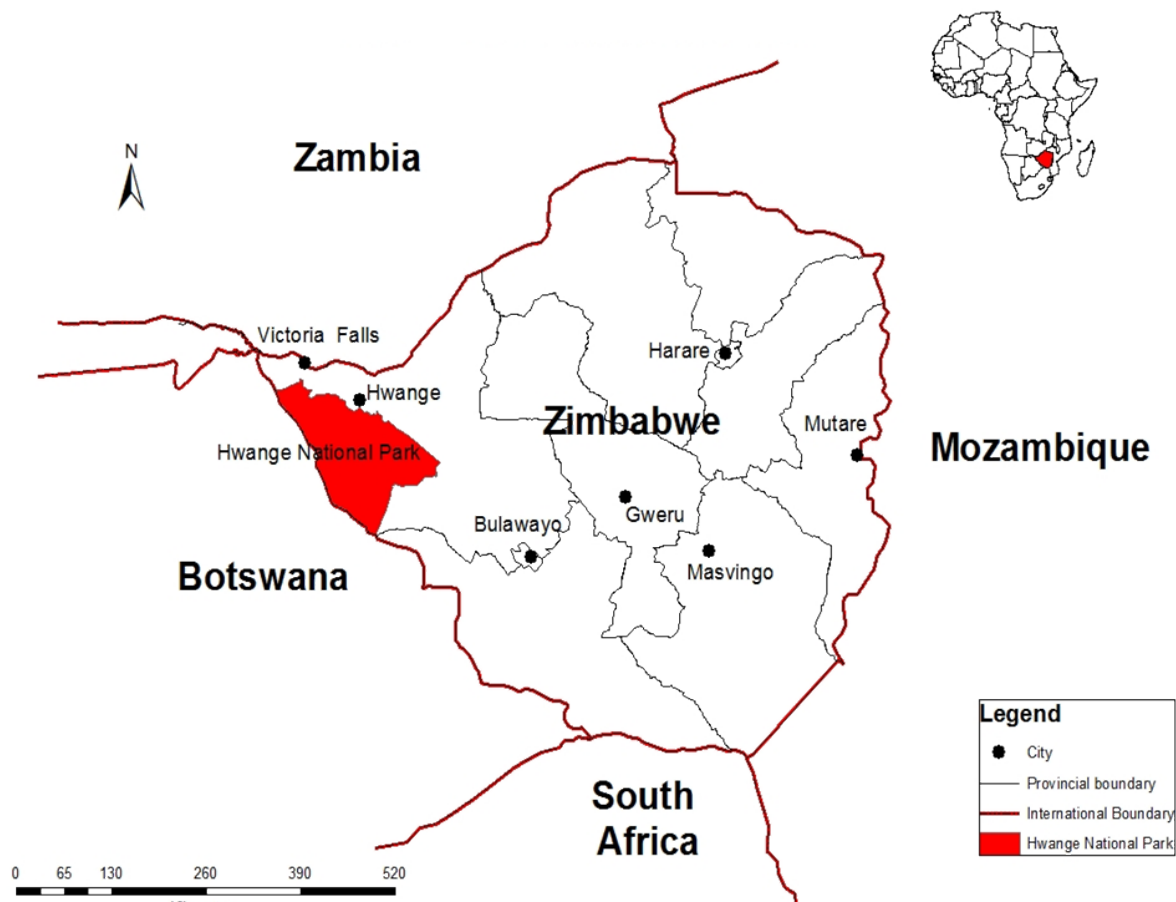 N
Zambia
Victoria Falls
Hwange
Harare
Zimbabwe
Mutare
Hwange National Park
Mozambique
Gweru
Bulawayo
Masvingo
Botswana
South
Africa
Legend
City
Provincial boundary
International Boundary
Hwange National Park
0 65 130 260 390 520